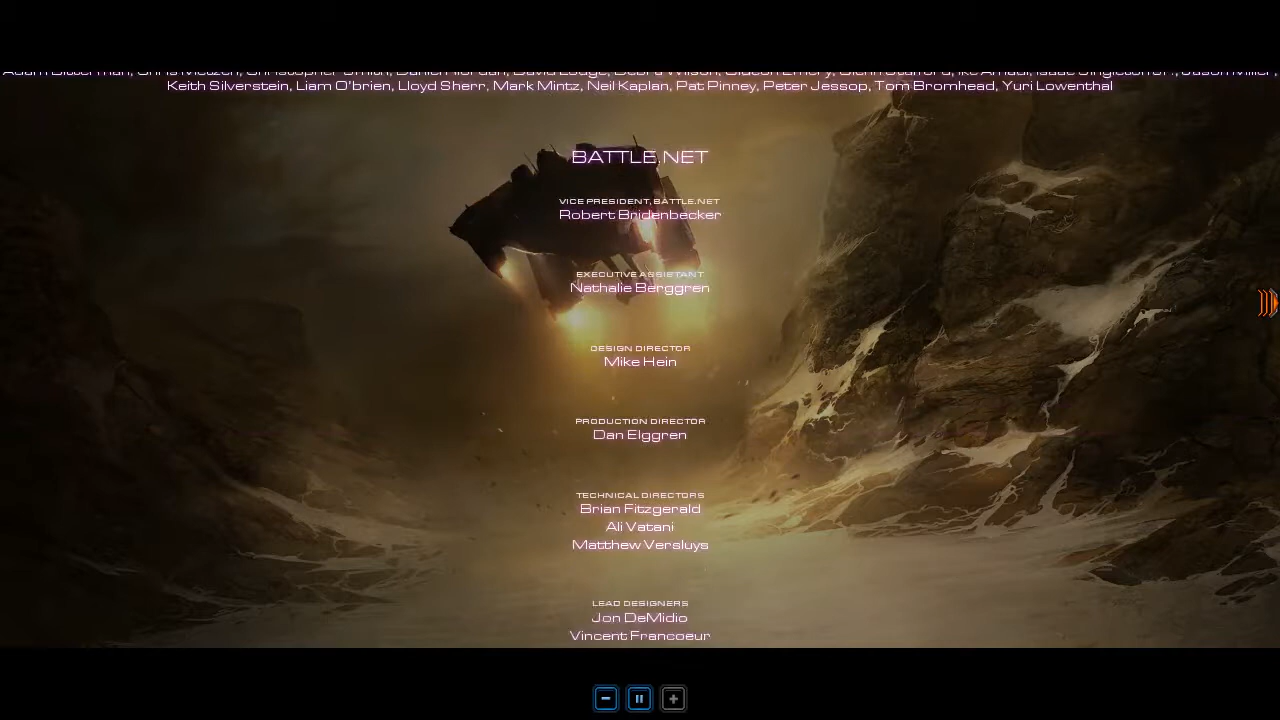 Keith Silverstein, Liam O'brien, Lloyd Sherr, Mark Mintz, Neil Kaplan, Pat Pinney, Peter Jessop, Tom Bromhead, Yuri Lowenthal
BATTLE.NET
VICE PRESIDENT, BATTLE.NET
Robert Bridenbecker
EXECUTIVE ASSISTANT
Nathalie Berggren
DESIGN DIRECTOR
Mike Hein
PRODUCTION DIRECTOR
Dan Elggren
TECHNICAL DIRECTORS
Brian Fitzgerald
Ali Vatani
Matthew Versluys
LEAD DESIGNERS
Jon DeMidio
Vincent Francoeur